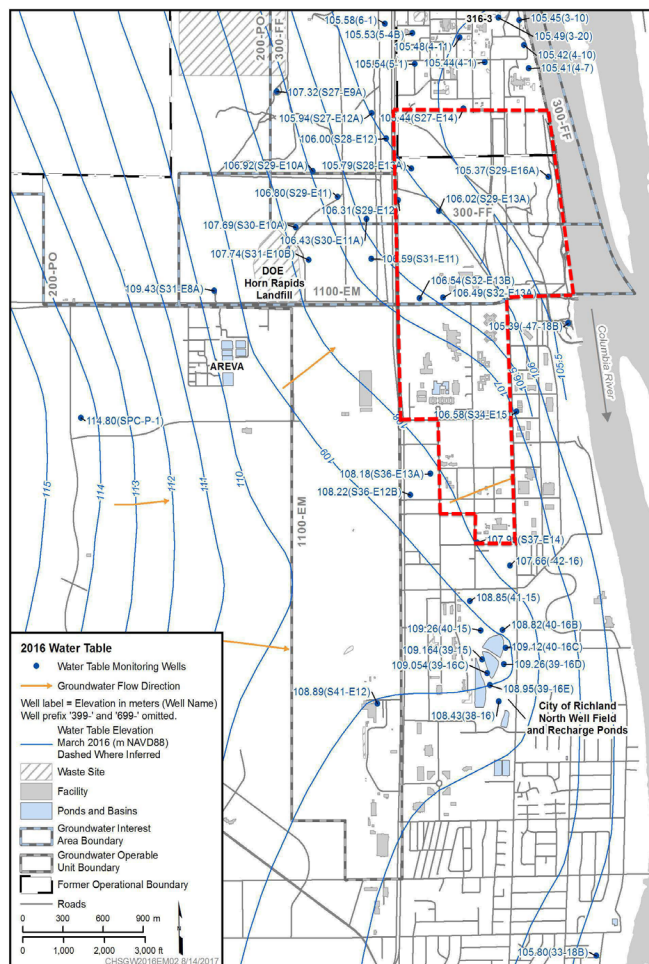 105.58(6-1)
316-3
105.45(3-10)
105.53(5-4B)
105.49(3-20)
105.48(4-11)
105.42(4-10)
105.54(5-1)
105.44(4-1)
105.41(4-7)
200-PO
300-FF
107.32(S27-E9A)
105.94(S27-E12A)
.44(S27-E14)
300-FF
106.00(S28-E12)
106.92(S29-E10A)
105.79(S28-E13A)
105.37(S29-E16A)
106.80(S29-E11)
106.02(S29-E13A)
106.31(S29-E12
300-FF
107.69(S30-E10A)
106.43(S30-E11A)
107.74(S31-E10B)
106.59(S31-E11)
DOE
Horn Rapids
Landfill
200-PO
109.43(S31-E8A)
1100-EM
106.54(S32-E13B)
106.49(S32-E13A)
105.39(-47-18B)
Columbia River
AREVA
106
105.5
106.5
107
106.58(S34-E15)
114.80(SPC-P-1)
108
109
108.18(S36-E13A)
115
114
113
112
111
110
108.22(S36-E12B)
1100-EM
107.9 (S37-E14)
107.66(-42-16)
108.85(41-15)
109.26(40-15)
108.82(40-16B)
109.164(39-15)
109.12(40-16C)
109.054(39-16C)
109.26(39-16D)
108.95(39-16E)
108.89(S41-E12)
108.43(38-16)
City of Richland
North Well Field
and Recharge Ponds
105.80(33-18B)
2016 Water Table
Water Table Monitoring Wells
Groundwater Flow Direction
Well label = Elevation in meters (Well Name)
Well prefix '399-' and '699-' omitted.
Water Table Elevation
March 2016 (m NAVD88)
Dashed Where Inferred
Waste Site
Facility
Ponds and Basins
Groundwater Interest
Area Boundary
Groundwater Operable
Unit Boundary
Former Operational Boundary
Roads
0 300 600 900 m
0 1,000 2,000 3,000 ft
CHSGW2016EM02 8/14/2017